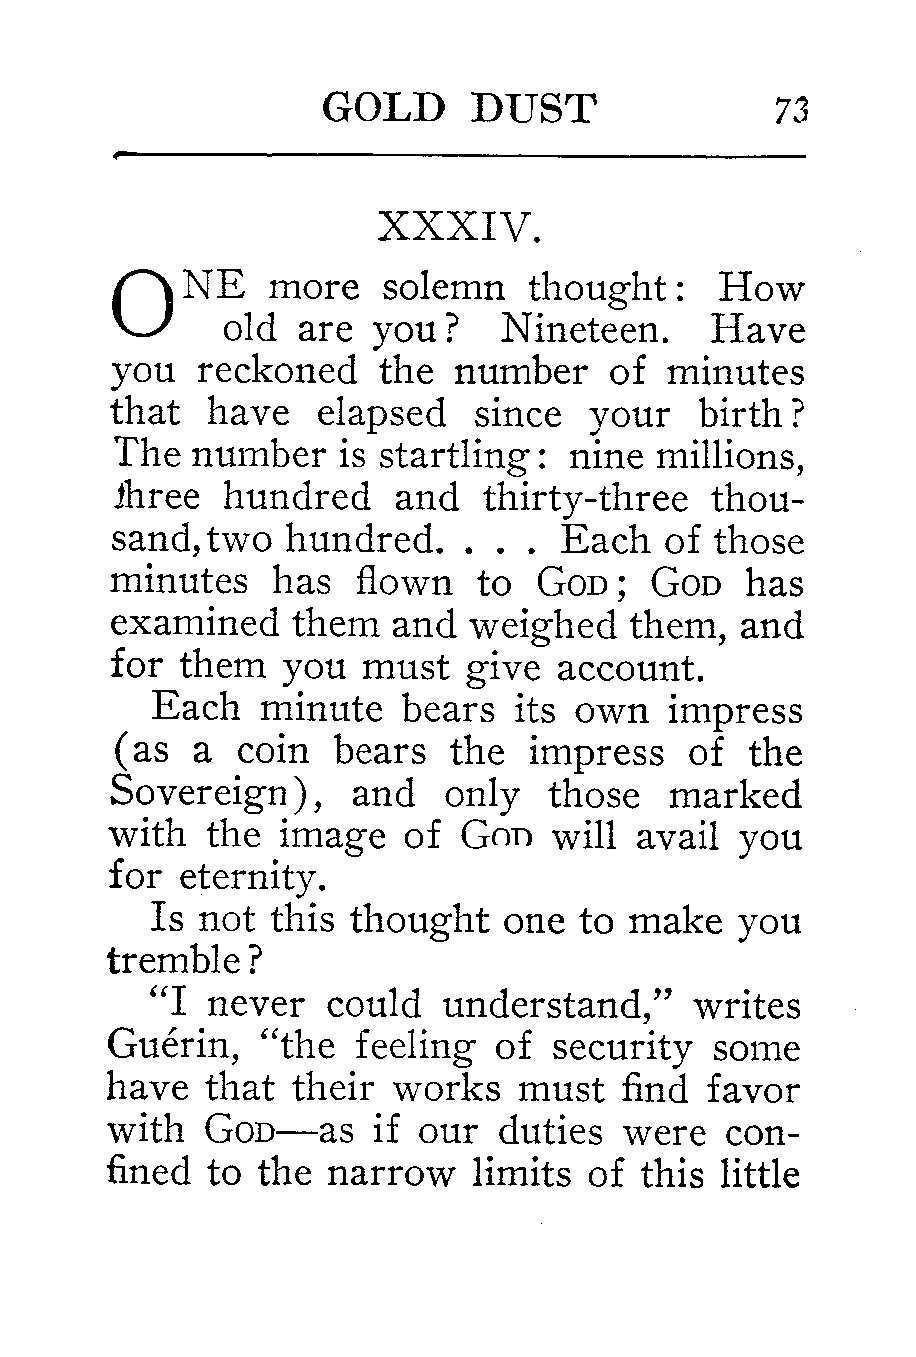 GOLD DUST 73
XXXIV.
ONE more solemn thought: How
old are you? Nineteen. Have
you reckoned the number of minutes
that have elapsed since your birth?
The number is startling: nine millions,
three hundred and thirty-three thou-
sand, two hundred. . . . Each of those
minutes has flown to GOD; GOD has
examined them and weighed them, and
for them you must give account.
Each minute bears its own impress
(as a coin bears the impress of the
Sovereign), and only those marked
with the image of GOD will avail you
for eternity.
Is not this thought one to make you
tremble?
“I never could understand,” writes
Guérin, “the feeling of security some
have that their works must find favor
with GOD—as if our duties were con-
fined to the narrow limits of this little